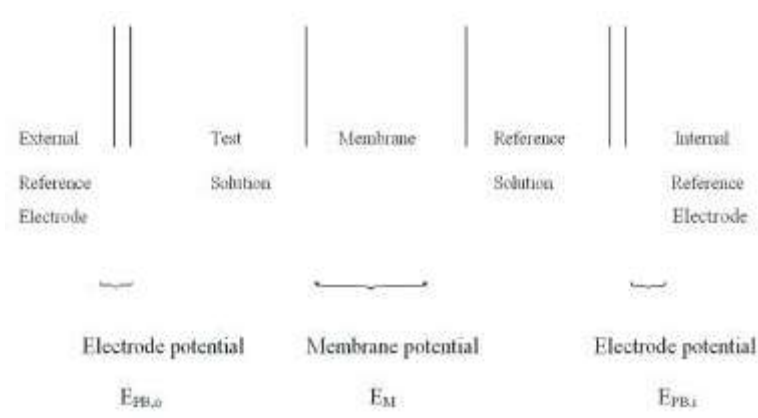 External Test Membrane Reference Internal
Reference Solution Solution Reference
Electrode Electrode
Electrode potential Membrane potential Electrode potential
E_PB,o E_M E_PB,i